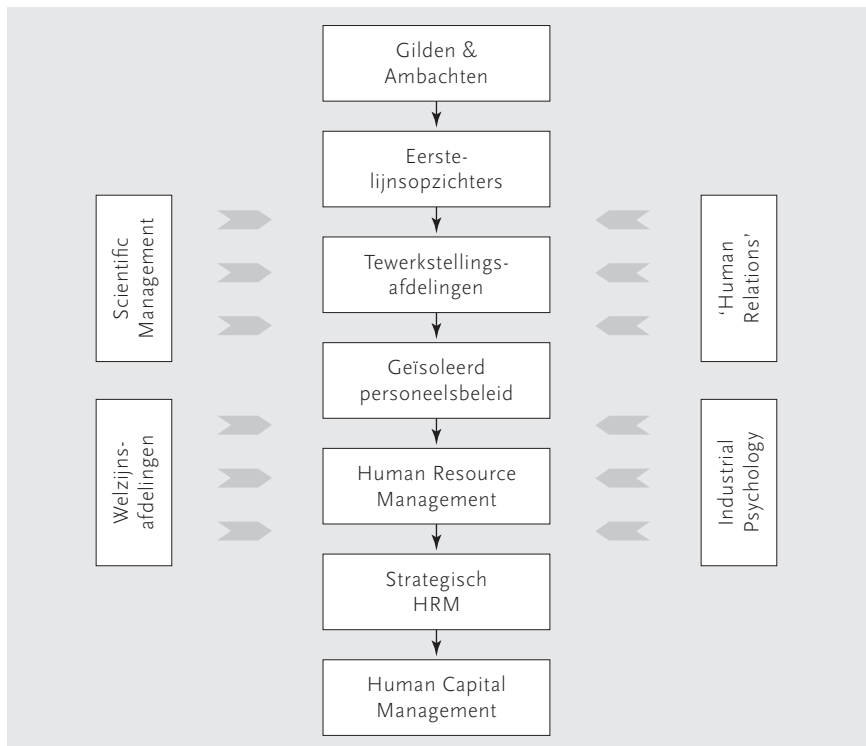 Gilden &
Ambachten
Eerste-
lijnsopzichters
Scientific
Management
Tewerkstellings-
afdelingen
‘Human
Relations’
Geïsoleerd
personeelsbeleid
Welzijns-
afdelingen
Human Resource
Management
Industrial
Psychology
Strategisch
HRM
Human Capital
Management